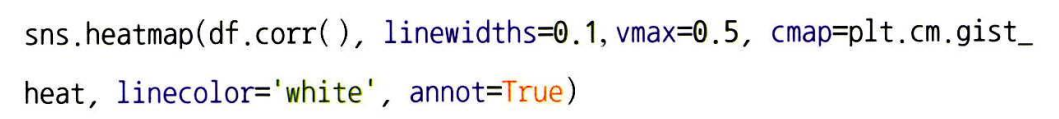 sns.heatmap(df.corr(), linewidths=0.1, vmax=0.5, cmap=plt.cm.gist_
heat, linecolor='white', annot=True)